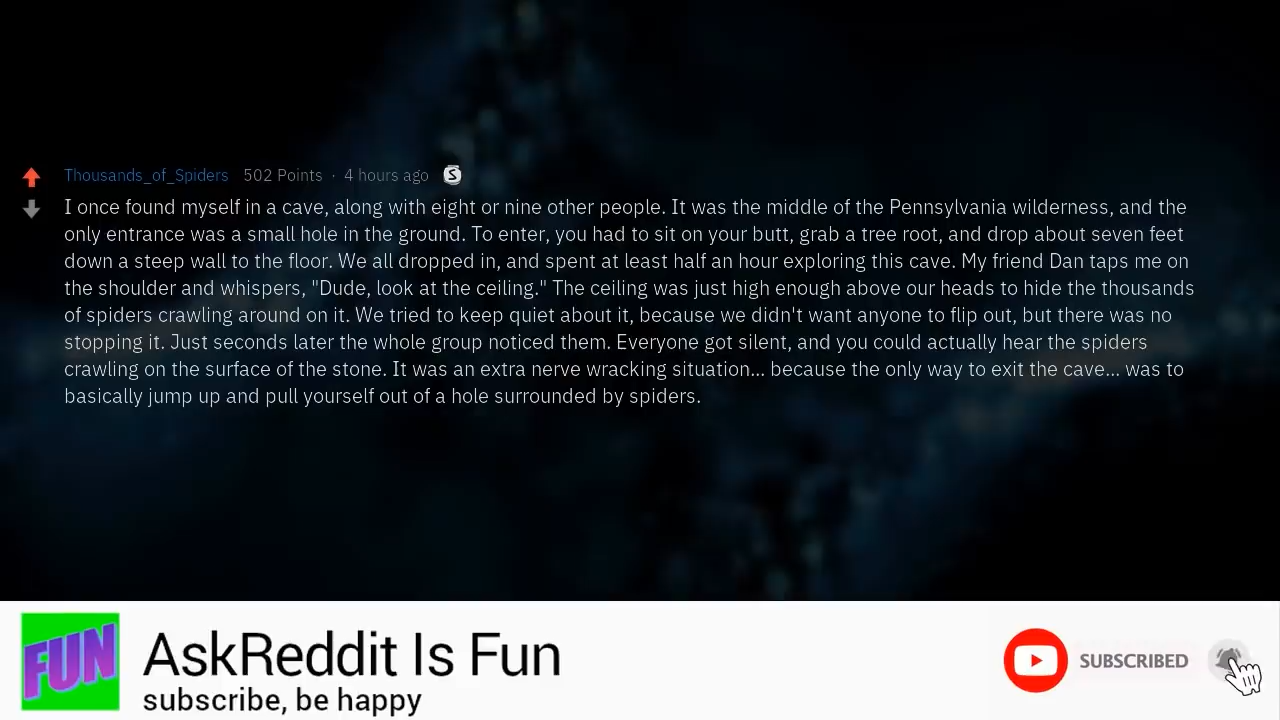 Thousands_of_Spiders 502 Points · 4 hours ago S
I once found myself in a cave, along with eight or nine other people. It was the middle of the Pennsylvania wilderness, and the
only entrance was a small hole in the ground. To enter, you had to sit on your butt, grab a tree root, and drop about seven feet
down a steep wall to the floor. We all dropped in, and spent at least half an hour exploring this cave. My friend Dan taps me on
the shoulder and whispers, "Dude, look at the ceiling." The ceiling was just high enough above our heads to hide the thousands
of spiders crawling around on it. We tried to keep quiet about it, because we didn't want anyone to flip out, but there was no
stopping it. Just seconds later the whole group noticed them. Everyone got silent, and you could actually hear the spiders
crawling on the surface of the stone. It was an extra nerve wracking situation... because the only way to exit the cave... was to
basically jump up and pull yourself out of a hole surrounded by spiders.
FUN
AskReddit Is Fun
subscribe, be happy
SUBSCRIBED